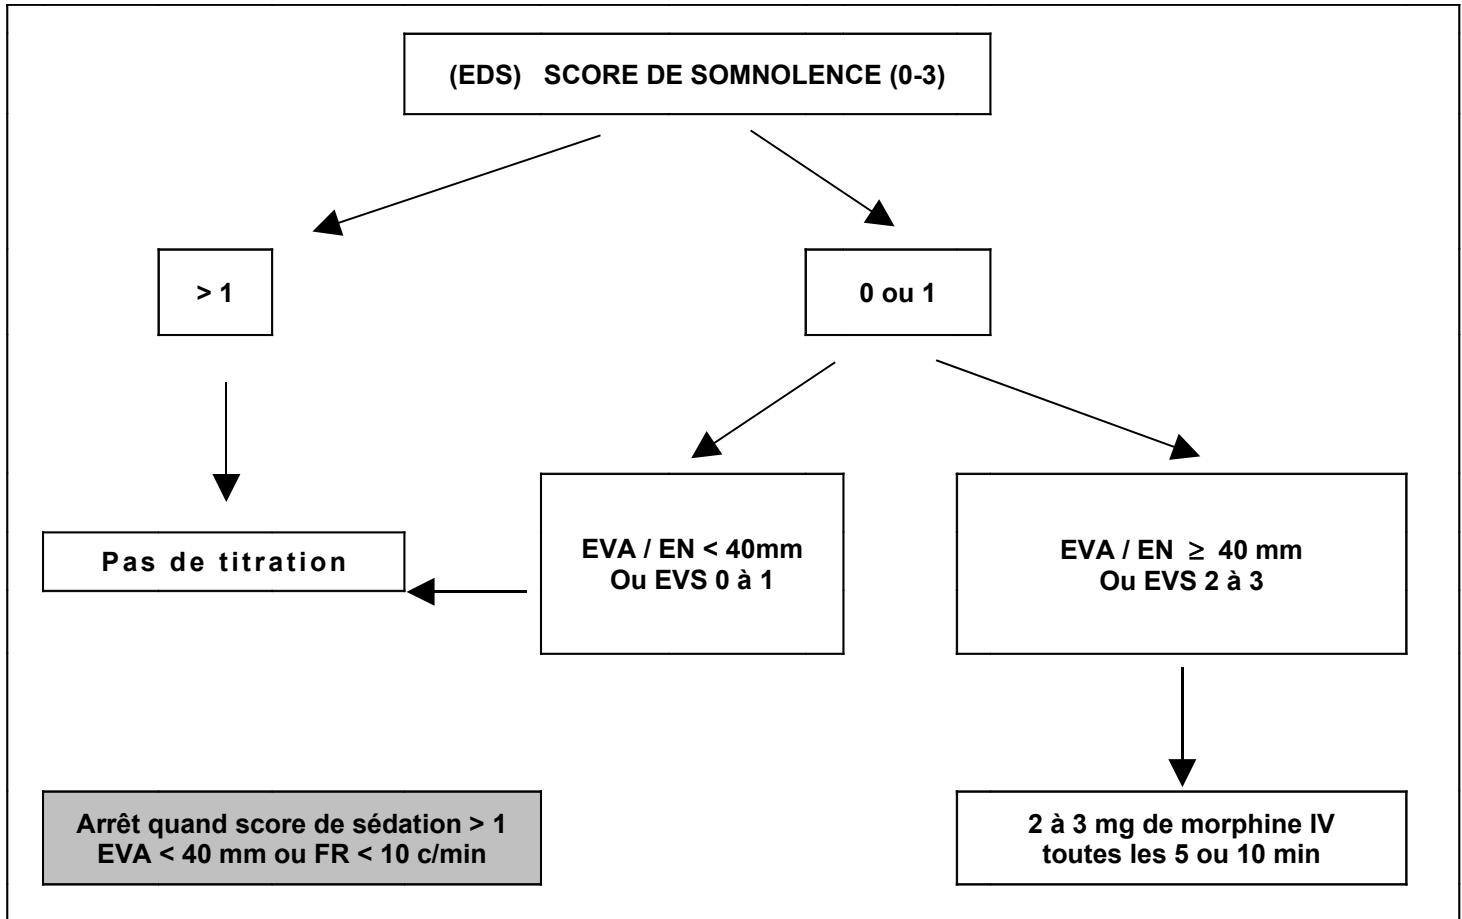 (EDS) SCORE DE SOMNOLENCE (0-3)
> 1
0 ou 1
Pas de titration
EVA / EN < 40mm
Ou EVS 0 à 1
EVA / EN ≥ 40 mm
Ou EVS 2 à 3
Arrêt quand score de sédation > 1
EVA < 40 mm ou FR < 10 c/min
2 à 3 mg de morphine IV
toutes les 5 ou 10 min